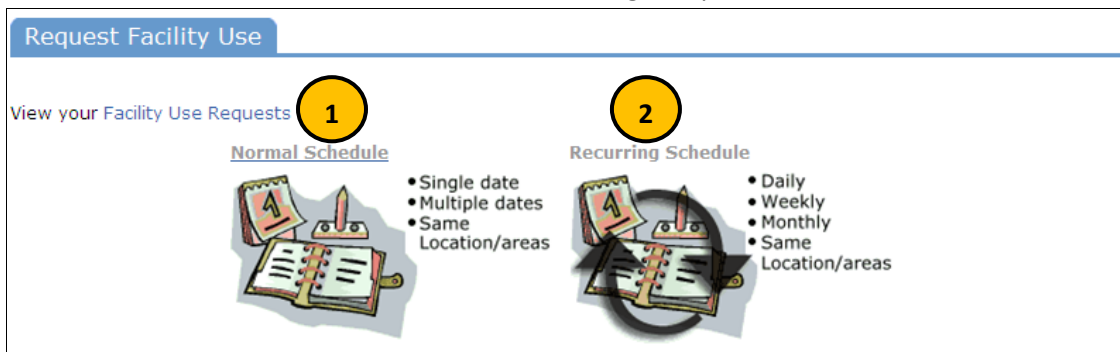 Request Facility Use
View your Facility Use Requests
1
2
Normal Schedule
• Single date
• Multiple dates
• Same
Location/areas
Recurring Schedule
• Daily
• Weekly
• Monthly
• Same
Location/areas